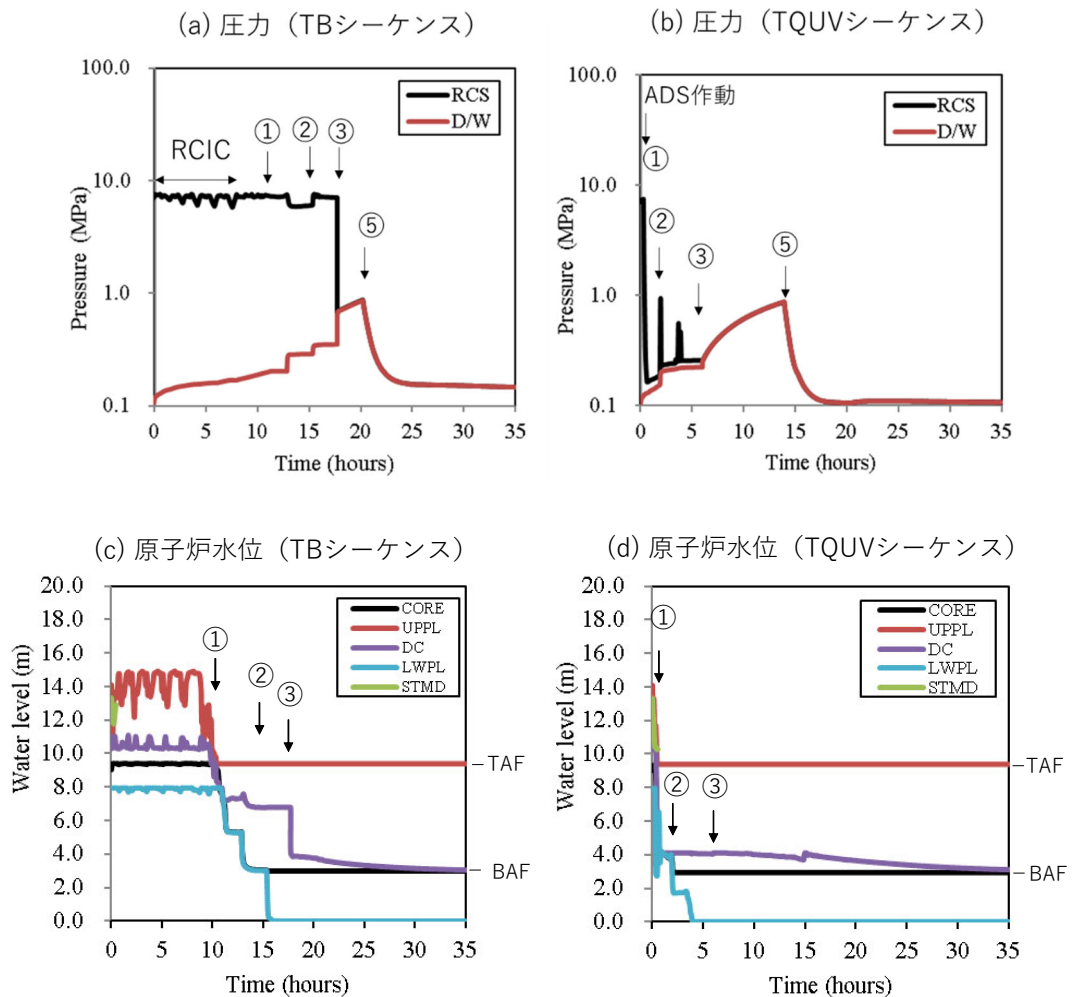 (a) 圧力（TBシーケンス）
100.0
10.0
1.0
0.1
Pressure (MPa)
RCS
D/W
RCIC
①
②
③
⑤
0 5 10 15 20 25 30 35
Time (hours)
(b) 圧力（TQUVシーケンス）
100.0
10.0
1.0
0.1
Pressure (MPa)
ADS作動
RCS
D/W
①
②
③
⑤
0 5 10 15 20 25 30 35
Time (hours)
(c) 原子炉水位（TBシーケンス）
20.0
18.0
16.0
14.0
12.0
10.0
8.0
6.0
4.0
2.0
0.0
Water level (m)
CORE
UPPL
DC
LWPL
STMD
①
②
③
TAF
BAF
0 5 10 15 20 25 30 35
Time (hours)
(d) 原子炉水位（TQUVシーケンス）
20.0
18.0
16.0
14.0
12.0
10.0
8.0
6.0
4.0
2.0
0.0
Water level (m)
CORE
UPPL
DC
LWPL
STMD
①
②
③
TAF
BAF
0 5 10 15 20 25 30 35
Time (hours)